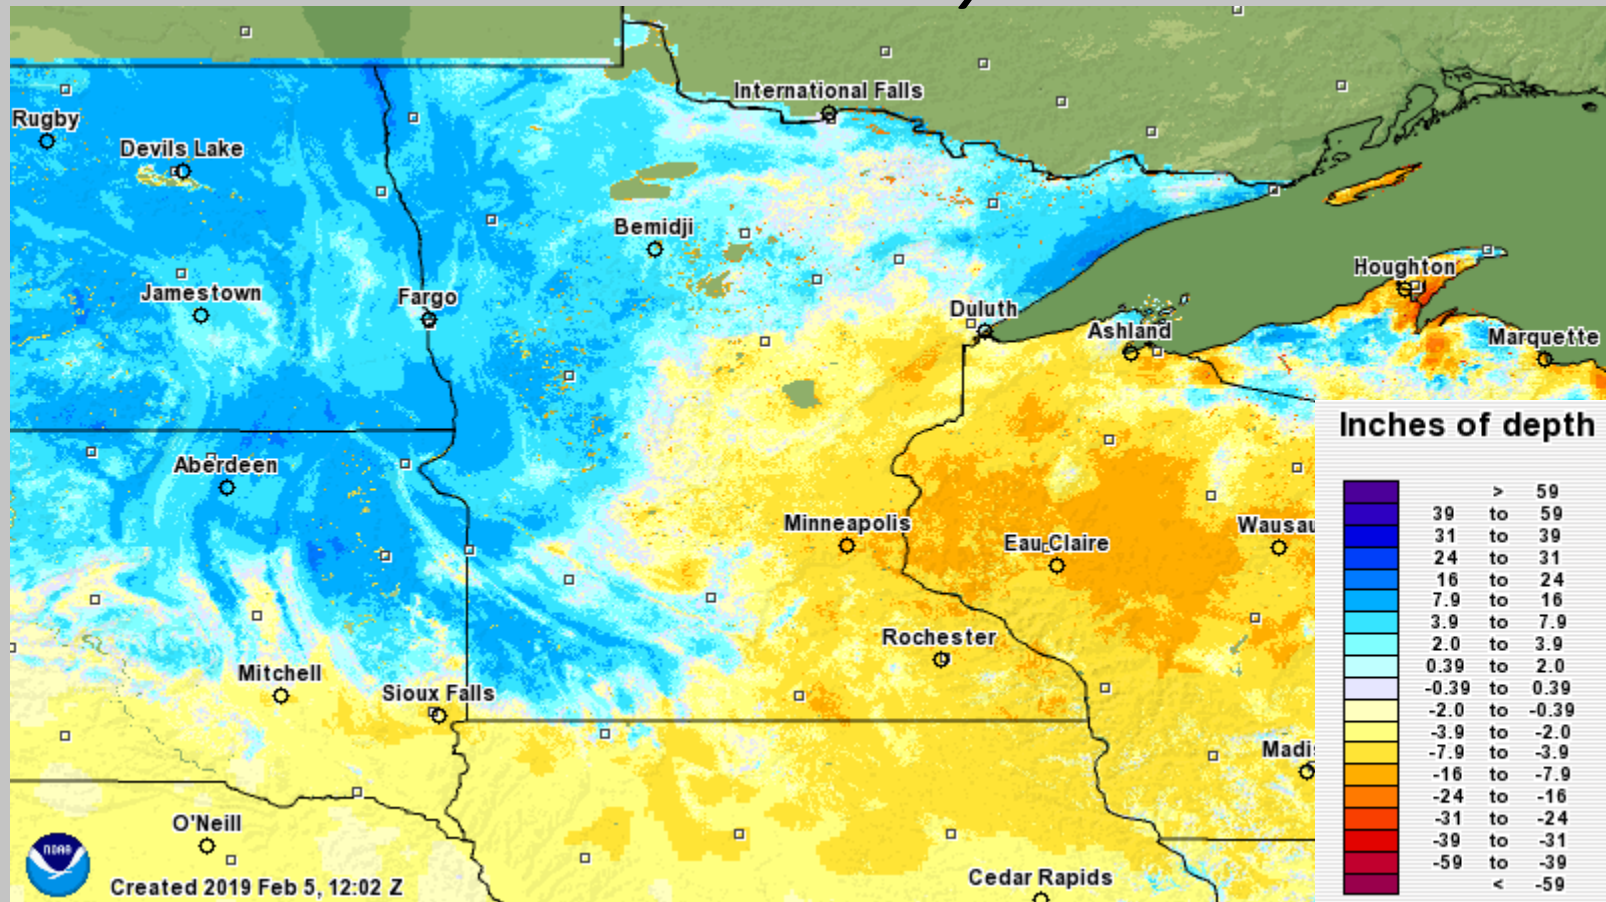 International Falls
Rugby
Devils Lake
Bemidji
Jamestown
Fargo
Duluth
Houghton
Ashland
Marquette
Aberdeen
Minneapolis
Eau Claire
Wausau
Rochester
Mitchell
Sioux Falls
Madi
O'Neill
Cedar Rapids
NOAA
Created 2019 Feb 5, 12:02 Z
Inches of depth
> 59
39 to 59
31 to 39
24 to 31
16 to 24
7.9 to 16
3.9 to 7.9
2.0 to 3.9
0.39 to 2.0
-0.39 to 0.39
-2.0 to -0.39
-3.9 to -2.0
-7.9 to -3.9
-16 to -7.9
-24 to -16
-31 to -24
-39 to -31
-59 to -39
< -59